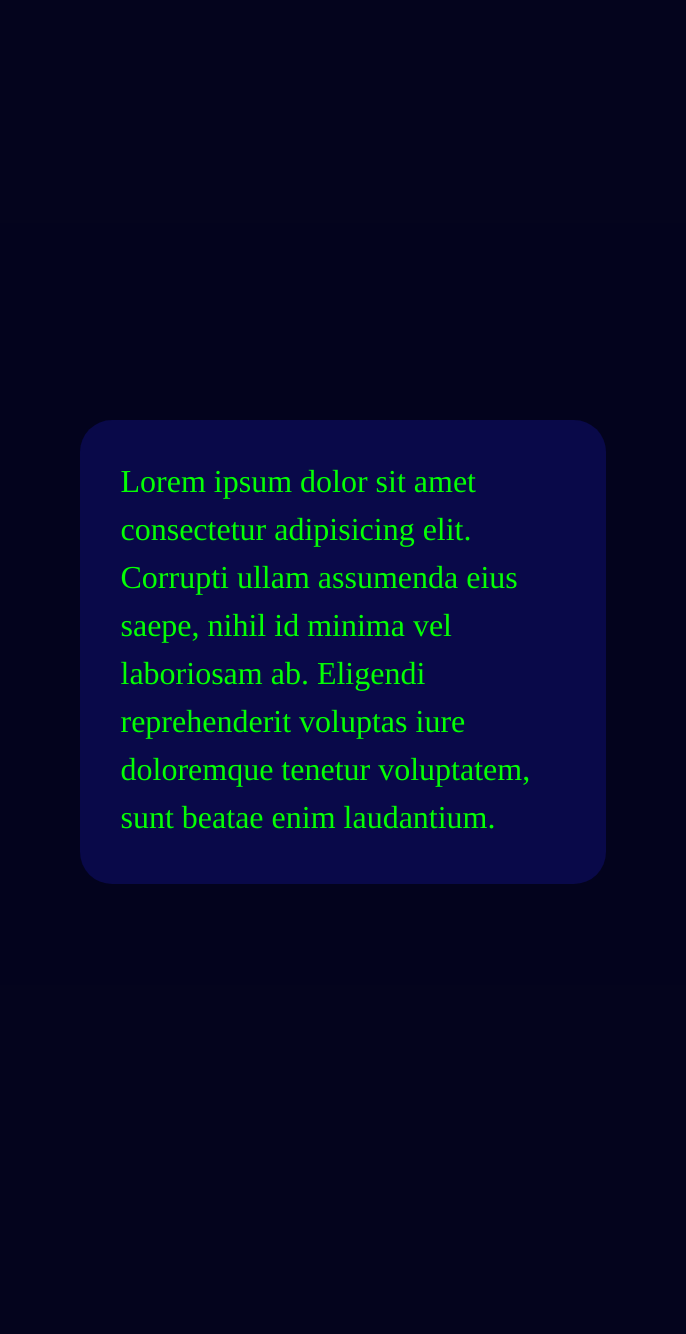 Lorem ipsum dolor sit amet
consectetur adipisicing elit.
Corrupti ullam assumenda eius
saepe, nihil id minima vel
laboriosam ab. Eligendi
reprehenderit voluptas iure
doloremque tenetur voluptatem,
sunt beatae enim laudantium.